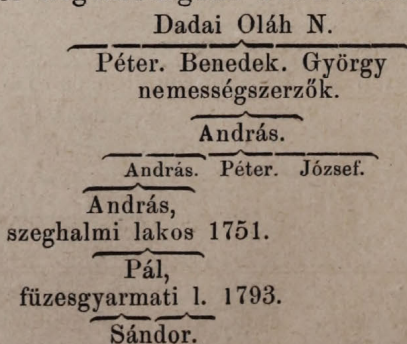 Dadai Oláh N.
Péter. Benedek. György
nemességszerzők.
András.
András. Péter. József.
András,
szeghalmi lakos 1751.
Pál,
füzesgyarmati l. 1793.
Sándor.